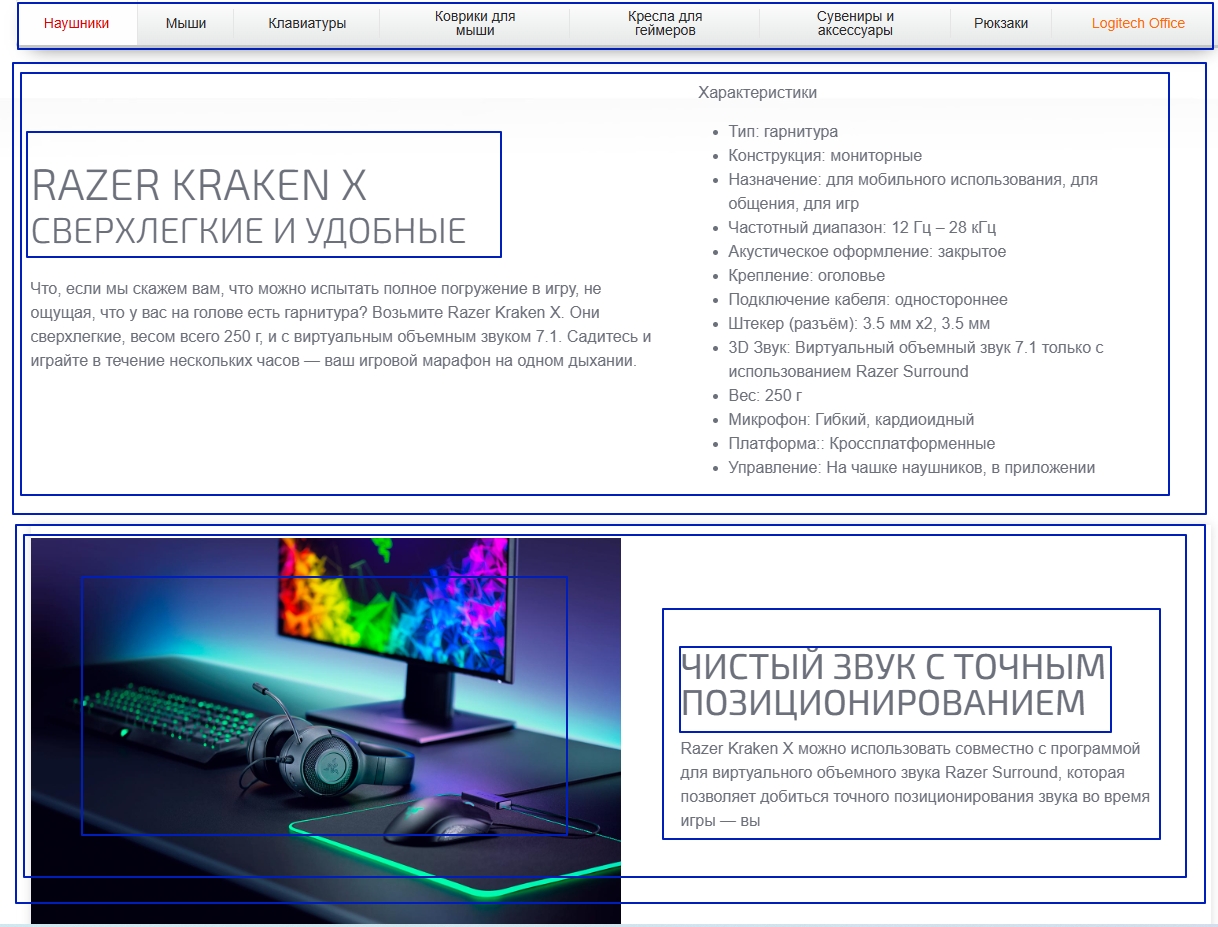 Наушники
Мыши
Клавиатуры
Коврики для
мыши
Кресла для
геймеров
Сувениры и
аксессуары
Рюкзаки
Logitech Office
RAZER KRAKEN X
СВЕРХЛЕГКИЕ И УДОБНЫЕ
Что, если мы скажем вам, что можно испытать полное погружение в игру, не
ощущая, что у вас на голове есть гарнитура? Возьмите Razer Kraken X. Они
сверхлегкие, весом всего 250 г, и с виртуальным объемным звуком 7.1. Садитесь и
играйте в течение нескольких часов — ваш игровой марафон на одном дыхании.
Характеристики
Тип: гарнитура
Конструкция: мониторные
Назначение: для мобильного использования, для
общения, для игр
Частотный диапазон: 12 Гц – 28 кГц
Акустическое оформление: закрытое
Крепление: оголовье
Подключение кабеля: одностороннее
Штекер (разъём): 3.5 мм x2, 3.5 мм
3D Звук: Виртуальный объемный звук 7.1 только с
использованием Razer Surround
Вес: 250 г
Микрофон: Гибкий, кардиоидный
Платформа:: Кроссплатформенные
Управление: На чашке наушников, в приложении
ЧИСТЫЙ ЗВУК С ТОЧНЫМ
ПОЗИЦИОНИРОВАНИЕМ
Razer Kraken X можно использовать совместно с программой
для виртуального объемного звука Razer Surround, которая
позволяет добиться точного позиционирования звука во время
игры — вы